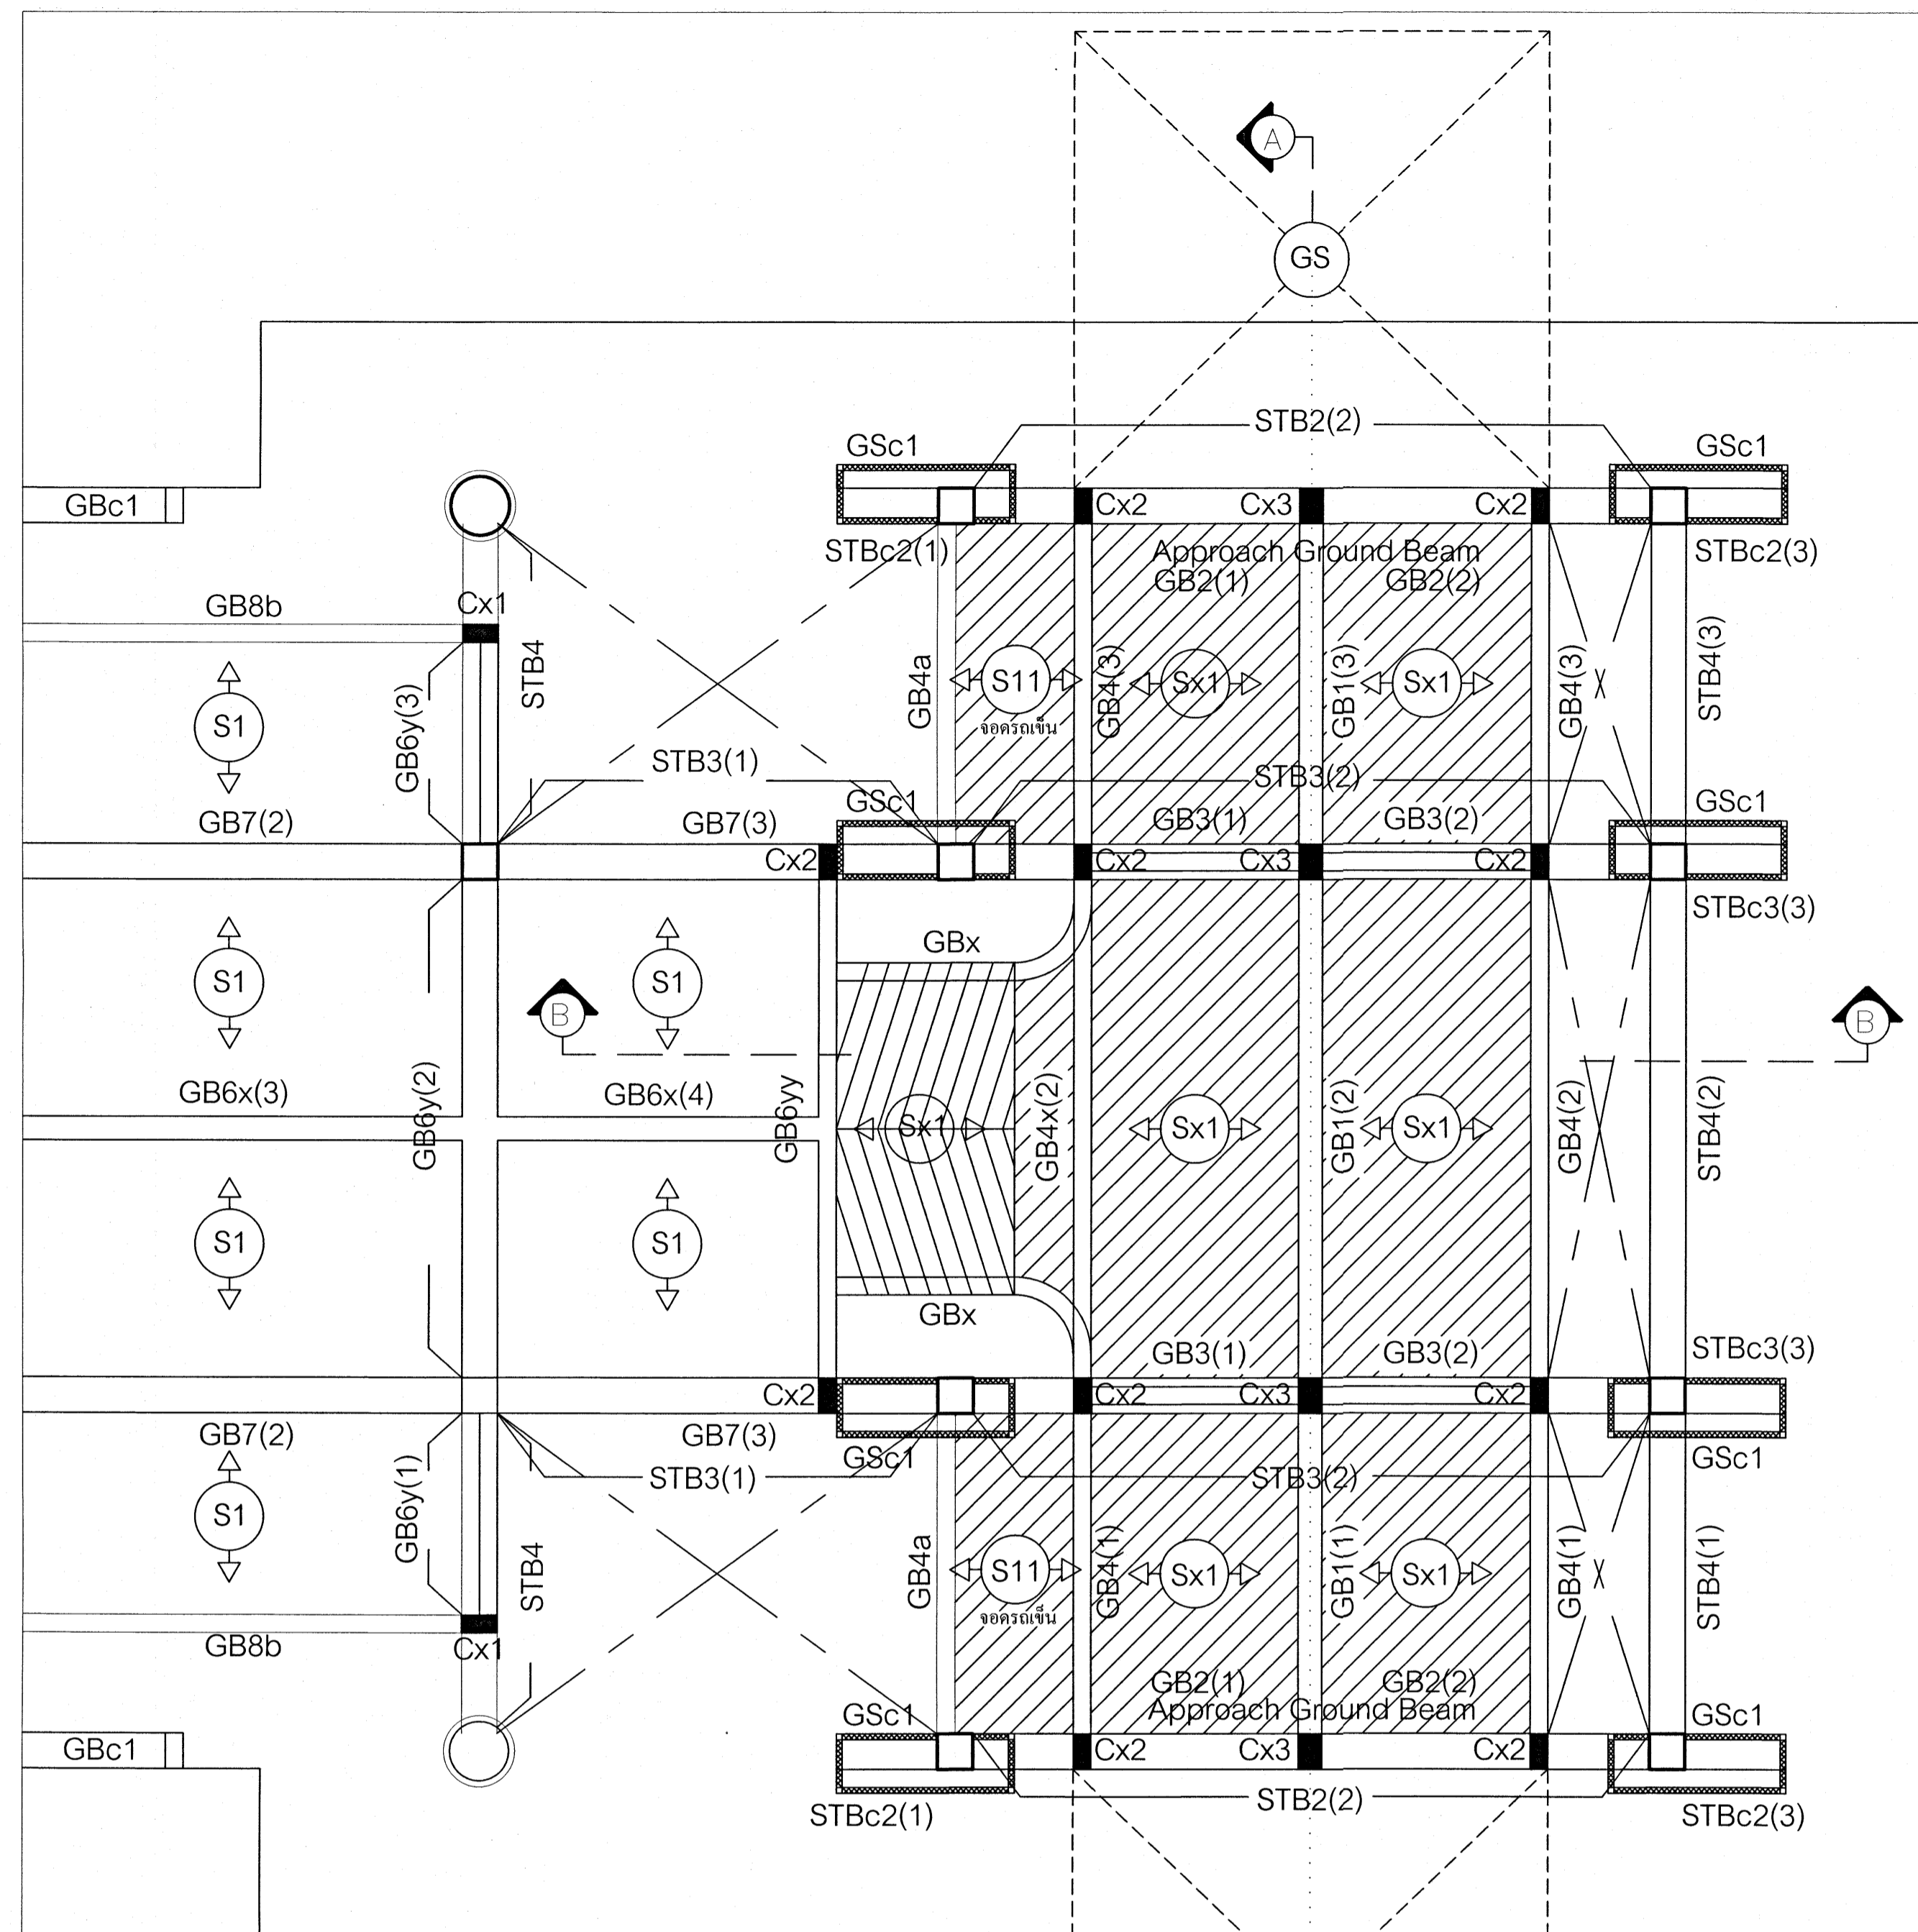 A
GS
STB2(2)
GSc1
GSc1
GBc1
Cx2
Cx3
Cx2
STBc2(1)
Approach Ground Beam
STBc2(3)
GB2(1)
GB2(2)
GB8b
Cx1
STB4
GB4a
S11
GB4(3)
Sx1
GB1(3)
Sx1
GB4(3)
STB4(3)
S1
GB6y(3)
จอดรถเข็น
STB3(1)
STB3(2)
GSc1
GSc1
GB7(2)
GB7(3)
GB3(1)
GB3(2)
Cx2
Cx2
Cx3
Cx2
STBc3(3)
GBx
S1
S1
B
B
GB6x(3)
GB6y(2)
GB6x(4)
GB6yy
Sx1
GB4x(2)
Sx1
GB1(2)
Sx1
GB4(2)
STB4(2)
S1
S1
GBx
GB3(1)
GB3(2)
STBc3(3)
Cx2
Cx2
Cx3
Cx2
GB7(2)
GB7(3)
GSc1
GSc1
STB3(1)
STB3(2)
S1
GB6y(1)
STB4
GB4a
S11
GB4(1)
Sx1
GB1(1)
Sx1
GB4(1)
STB4(1)
จอดรถเข็น
GB8b
Cx1
GB2(1)
GB2(2)
Approach Ground Beam
GSc1
GSc1
GBc1
Cx2
Cx3
Cx2
STB2(2)
STBc2(1)
STBc2(3)